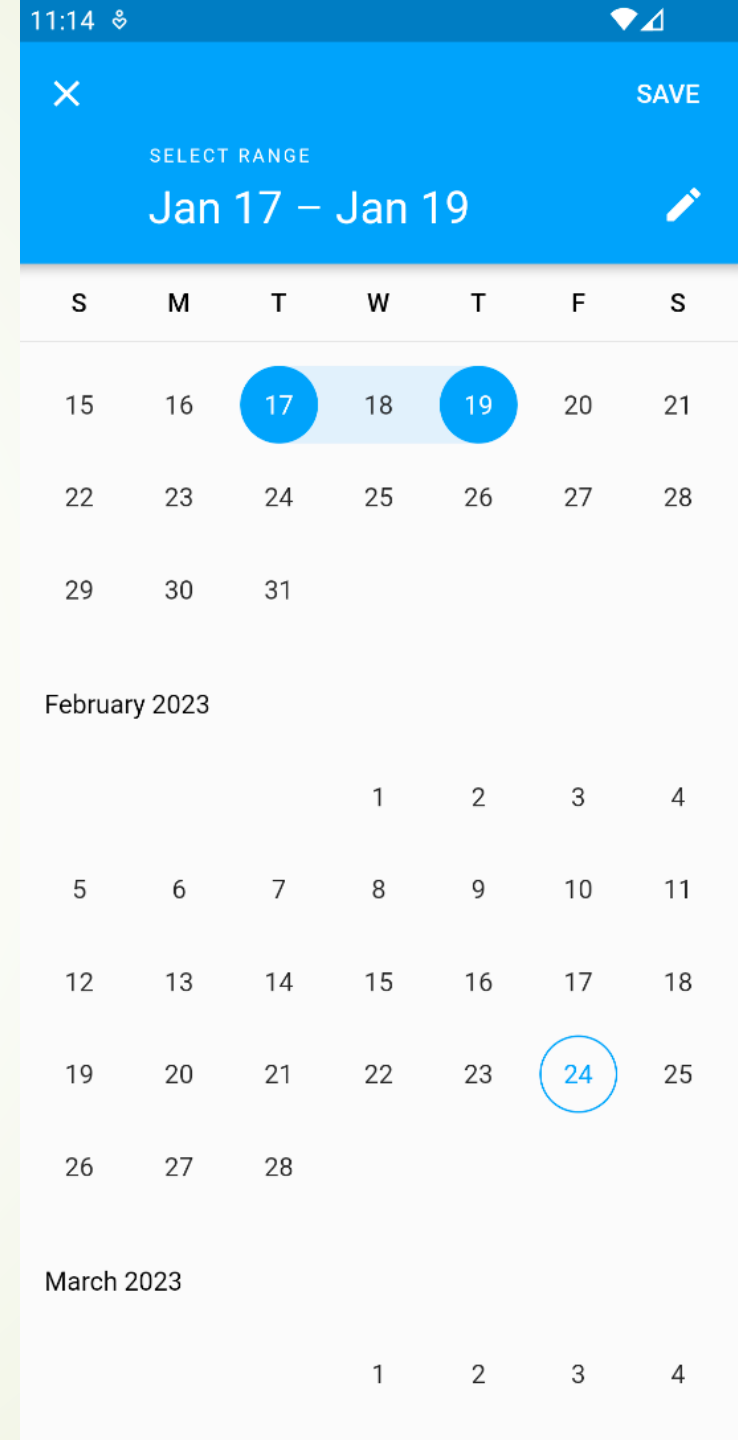 11:14
SAVE
SELECT RANGE
Jan 17 – Jan 19
S M T W T F S
15 16 17 18 19 20 21
22 23 24 25 26 27 28
29 30 31
February 2023
1 2 3 4
5 6 7 8 9 10 11
12 13 14 15 16 17 18
19 20 21 22 23 24 25
26 27 28
March 2023
1 2 3 4